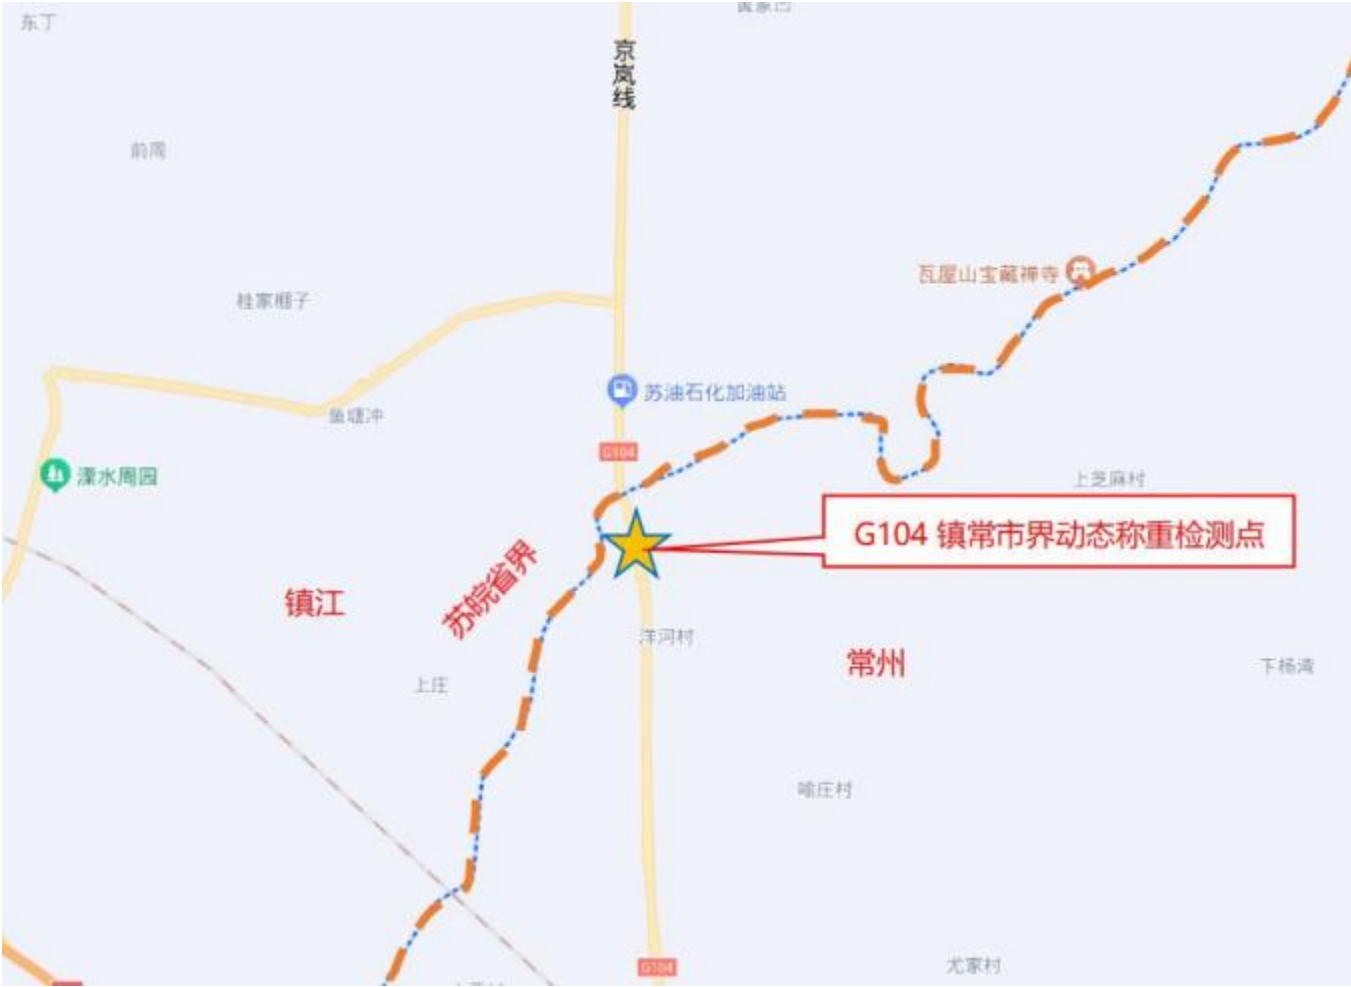 东丁
京岚线
前周
瓦屋山宝藏禅寺
桂家棚子
苏油石化加油站
鱼塘冲
G104
溧水周园
上芝麻村
G104 镇常市界动态称重检测点
苏皖省界
镇江
洋河村
常州
下杨湾
上庄
喻庄村
尤家村
G104